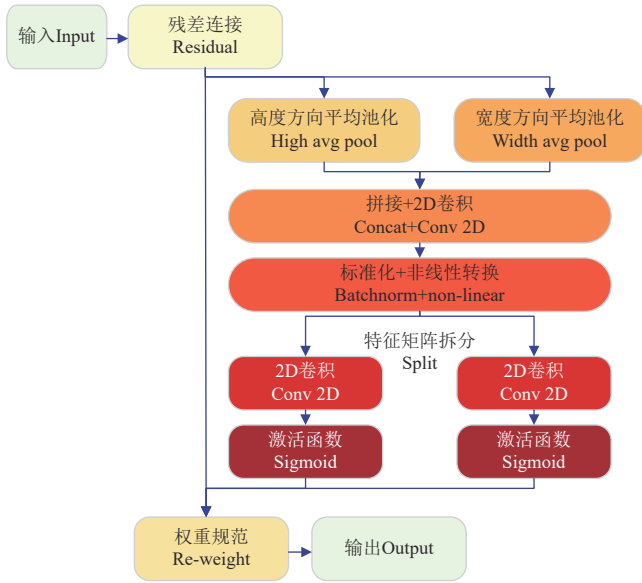 输入Input
残差连接
Residual
高度方向平均池化
High avg pool
宽度方向平均池化
Width avg pool
拼接+2D卷积
Concat+Conv 2D
标准化+非线性转换
Batchnorm+non-linear
特征矩阵拆分
Split
2D卷积
Conv 2D
2D卷积
Conv 2D
激活函数
Sigmoid
激活函数
Sigmoid
权重规范
Re-weight
输出Output